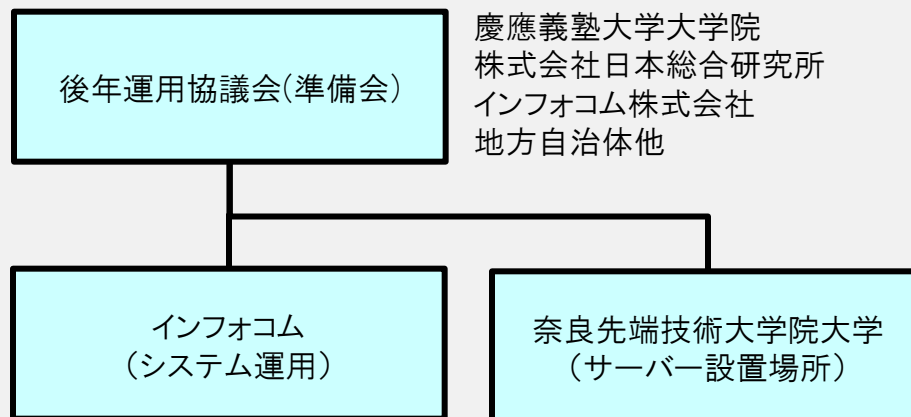 後年運用協議会(準備会)
慶應義塾大学大学院
株式会社日本総合研究所
インフォコム株式会社
地方自治体他
インフォコム
（システム運用）
奈良先端技術大学院大学
（サーバー設置場所）